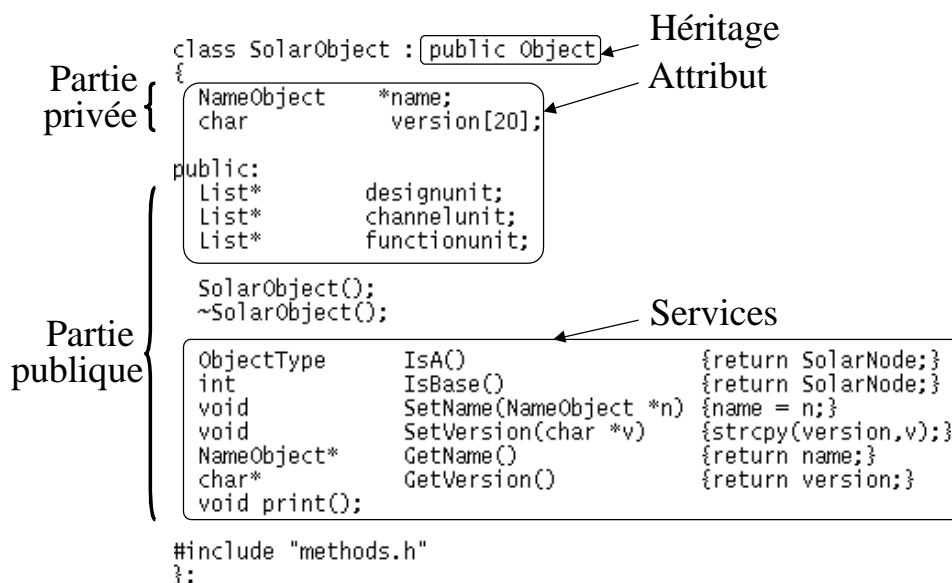 Héritage
class SolarObject : public Object
{
Attribut
Partie
privée
NameObject *name;
char version[20];
public:
List* designunit;
List* channelunit;
List* functionunit;
SolarObject();
~SolarObject();
Services
Partie
publique
ObjectType IsA() {return SolarNode;}
int IsBase() {return SolarNode;}
void SetName(NameObject *n) {name = n;}
void SetVersion(char *v) {strcpy(version,v);}
NameObject* GetName() {return name;}
char* GetVersion() {return version;}
void print();
#include "methods.h"
};